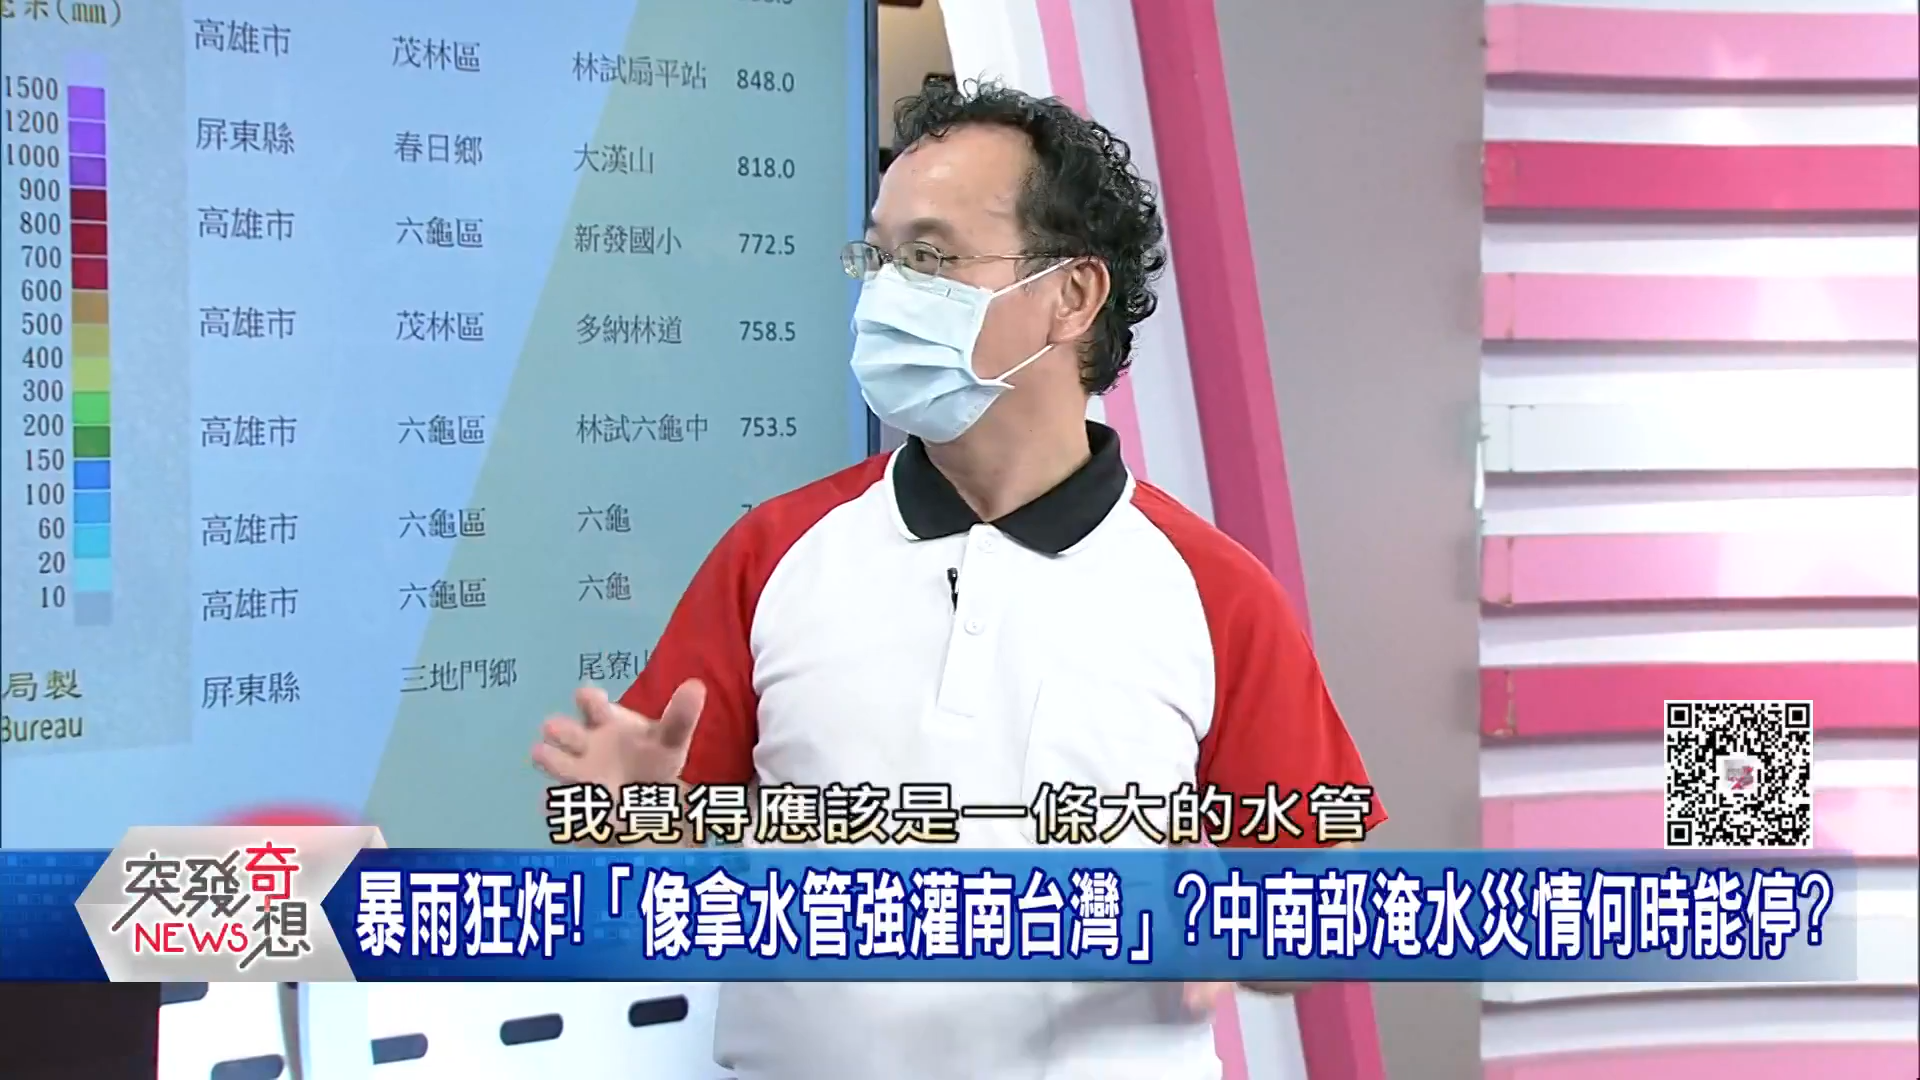 毫米(mm)
1500
1200
1000
900
800
700
600
500
400
300
200
150
100
60
20
10
局製
Bureau
高雄市 茂林區 林試扇平站 848.0
屏東縣 春日鄉 大漢山 818.0
高雄市 六龜區 新發國小 772.5
高雄市 茂林區 多納林道 758.5
高雄市 六龜區 林試六龜中 753.5
高雄市 六龜區 六龜
高雄市 六龜區 六龜
屏東縣 三地門鄉 尾寮山
我覺得應該是一條大的水管
突發奇想
NEWS
暴雨狂炸!「像拿水管強灌南台灣」?中南部淹水災情何時能停?